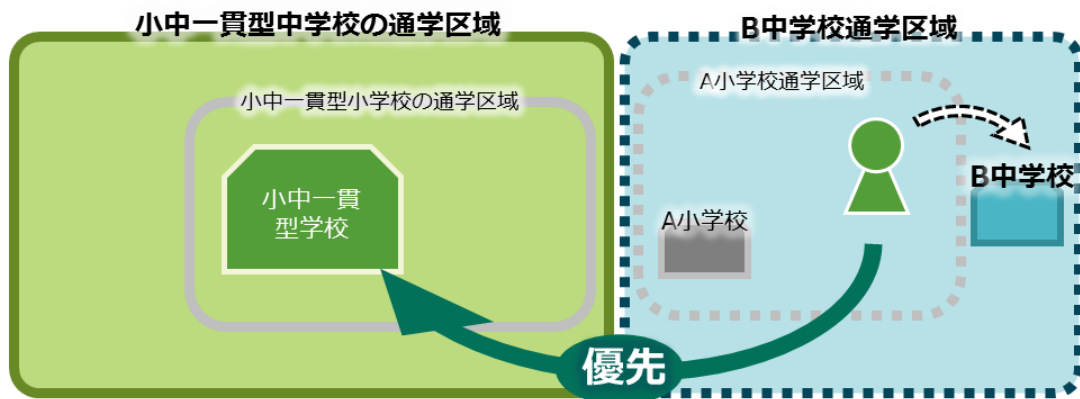 小中一貫型中学校の通学区域
B中学校通学区域
小中一貫型小学校の通学区域
A小学校通学区域
小中一貫
型学校
A小学校
B中学校
優先